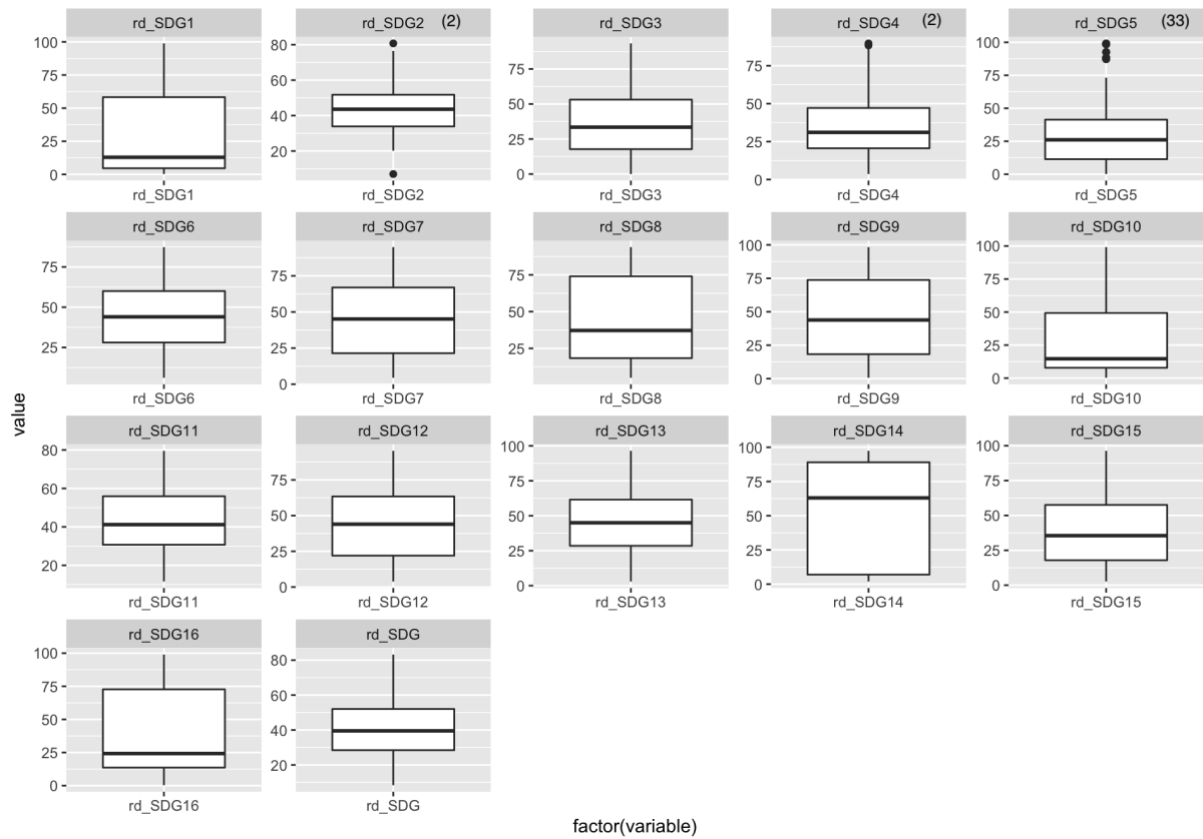 rd_SDG1
rd_SDG2 (2)
rd_SDG3
rd_SDG4 (2)
rd_SDG5 (33)
100
75
50
25
0
80
60
40
20
75
50
25
0
75
50
25
0
100
75
50
25
0
rd_SDG1
rd_SDG2
rd_SDG3
rd_SDG4
rd_SDG5
rd_SDG6
rd_SDG7
rd_SDG8
rd_SDG9
rd_SDG10
75
50
25
75
50
25
0
75
50
25
100
75
50
25
0
100
75
50
25
0
rd_SDG6
rd_SDG7
rd_SDG8
rd_SDG9
rd_SDG10
value
rd_SDG11
rd_SDG12
rd_SDG13
rd_SDG14
rd_SDG15
80
60
40
20
75
50
25
0
100
75
50
25
0
100
75
50
25
0
100
75
50
25
0
rd_SDG11
rd_SDG12
rd_SDG13
rd_SDG14
rd_SDG15
rd_SDG16
rd_SDG
100
75
50
25
0
80
60
40
20
rd_SDG16
rd_SDG
factor(variable)